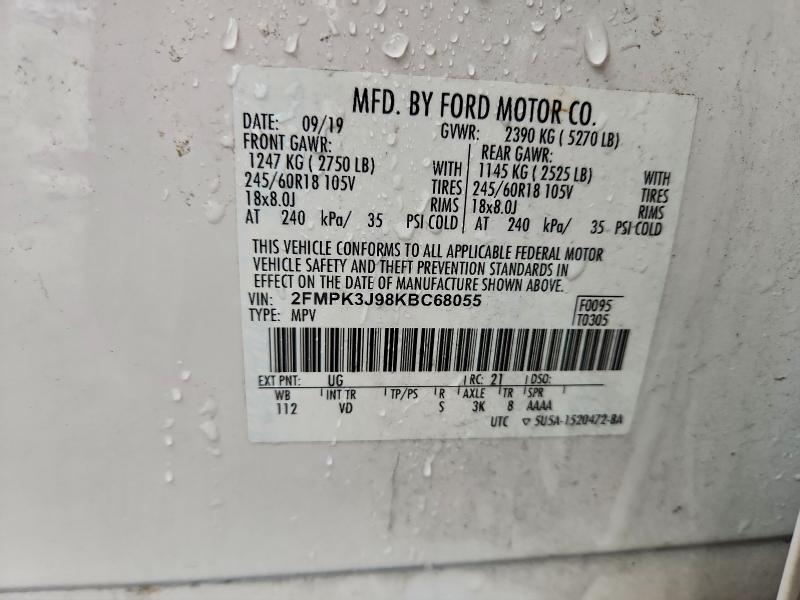 MFD. BY FORD MOTOR CO.
DATE: 09/19 GVWR: 2390 KG ( 5270 LB)
FRONT GAWR: REAR GAWR:
1247 KG ( 2750 LB) WITH 1145 KG ( 2525 LB) WITH
245/60R18 105V TIRES 245/60R18 105V TIRES
18x8.0J RIMS 18x8.0J RIMS
AT 240 kPa/ 35 PSI COLD AT 240 kPa/ 35 PSI COLD
THIS VEHICLE CONFORMS TO ALL APPLICABLE FEDERAL MOTOR
VEHICLE SAFETY AND THEFT PREVENTION STANDARDS IN
EFFECT ON THE DATE OF MANUFACTURE SHOWN ABOVE.
VIN: 2FMPK3J98KBC68055 F0095
TYPE: MPV T0305
EXT PNT: UG RC: 21 DSO:
WB INT TR TP/PS R AXLE TR SPR
112 VD S 3K 8 AAAA
UTC ▽ 5U5A-1520472-BA